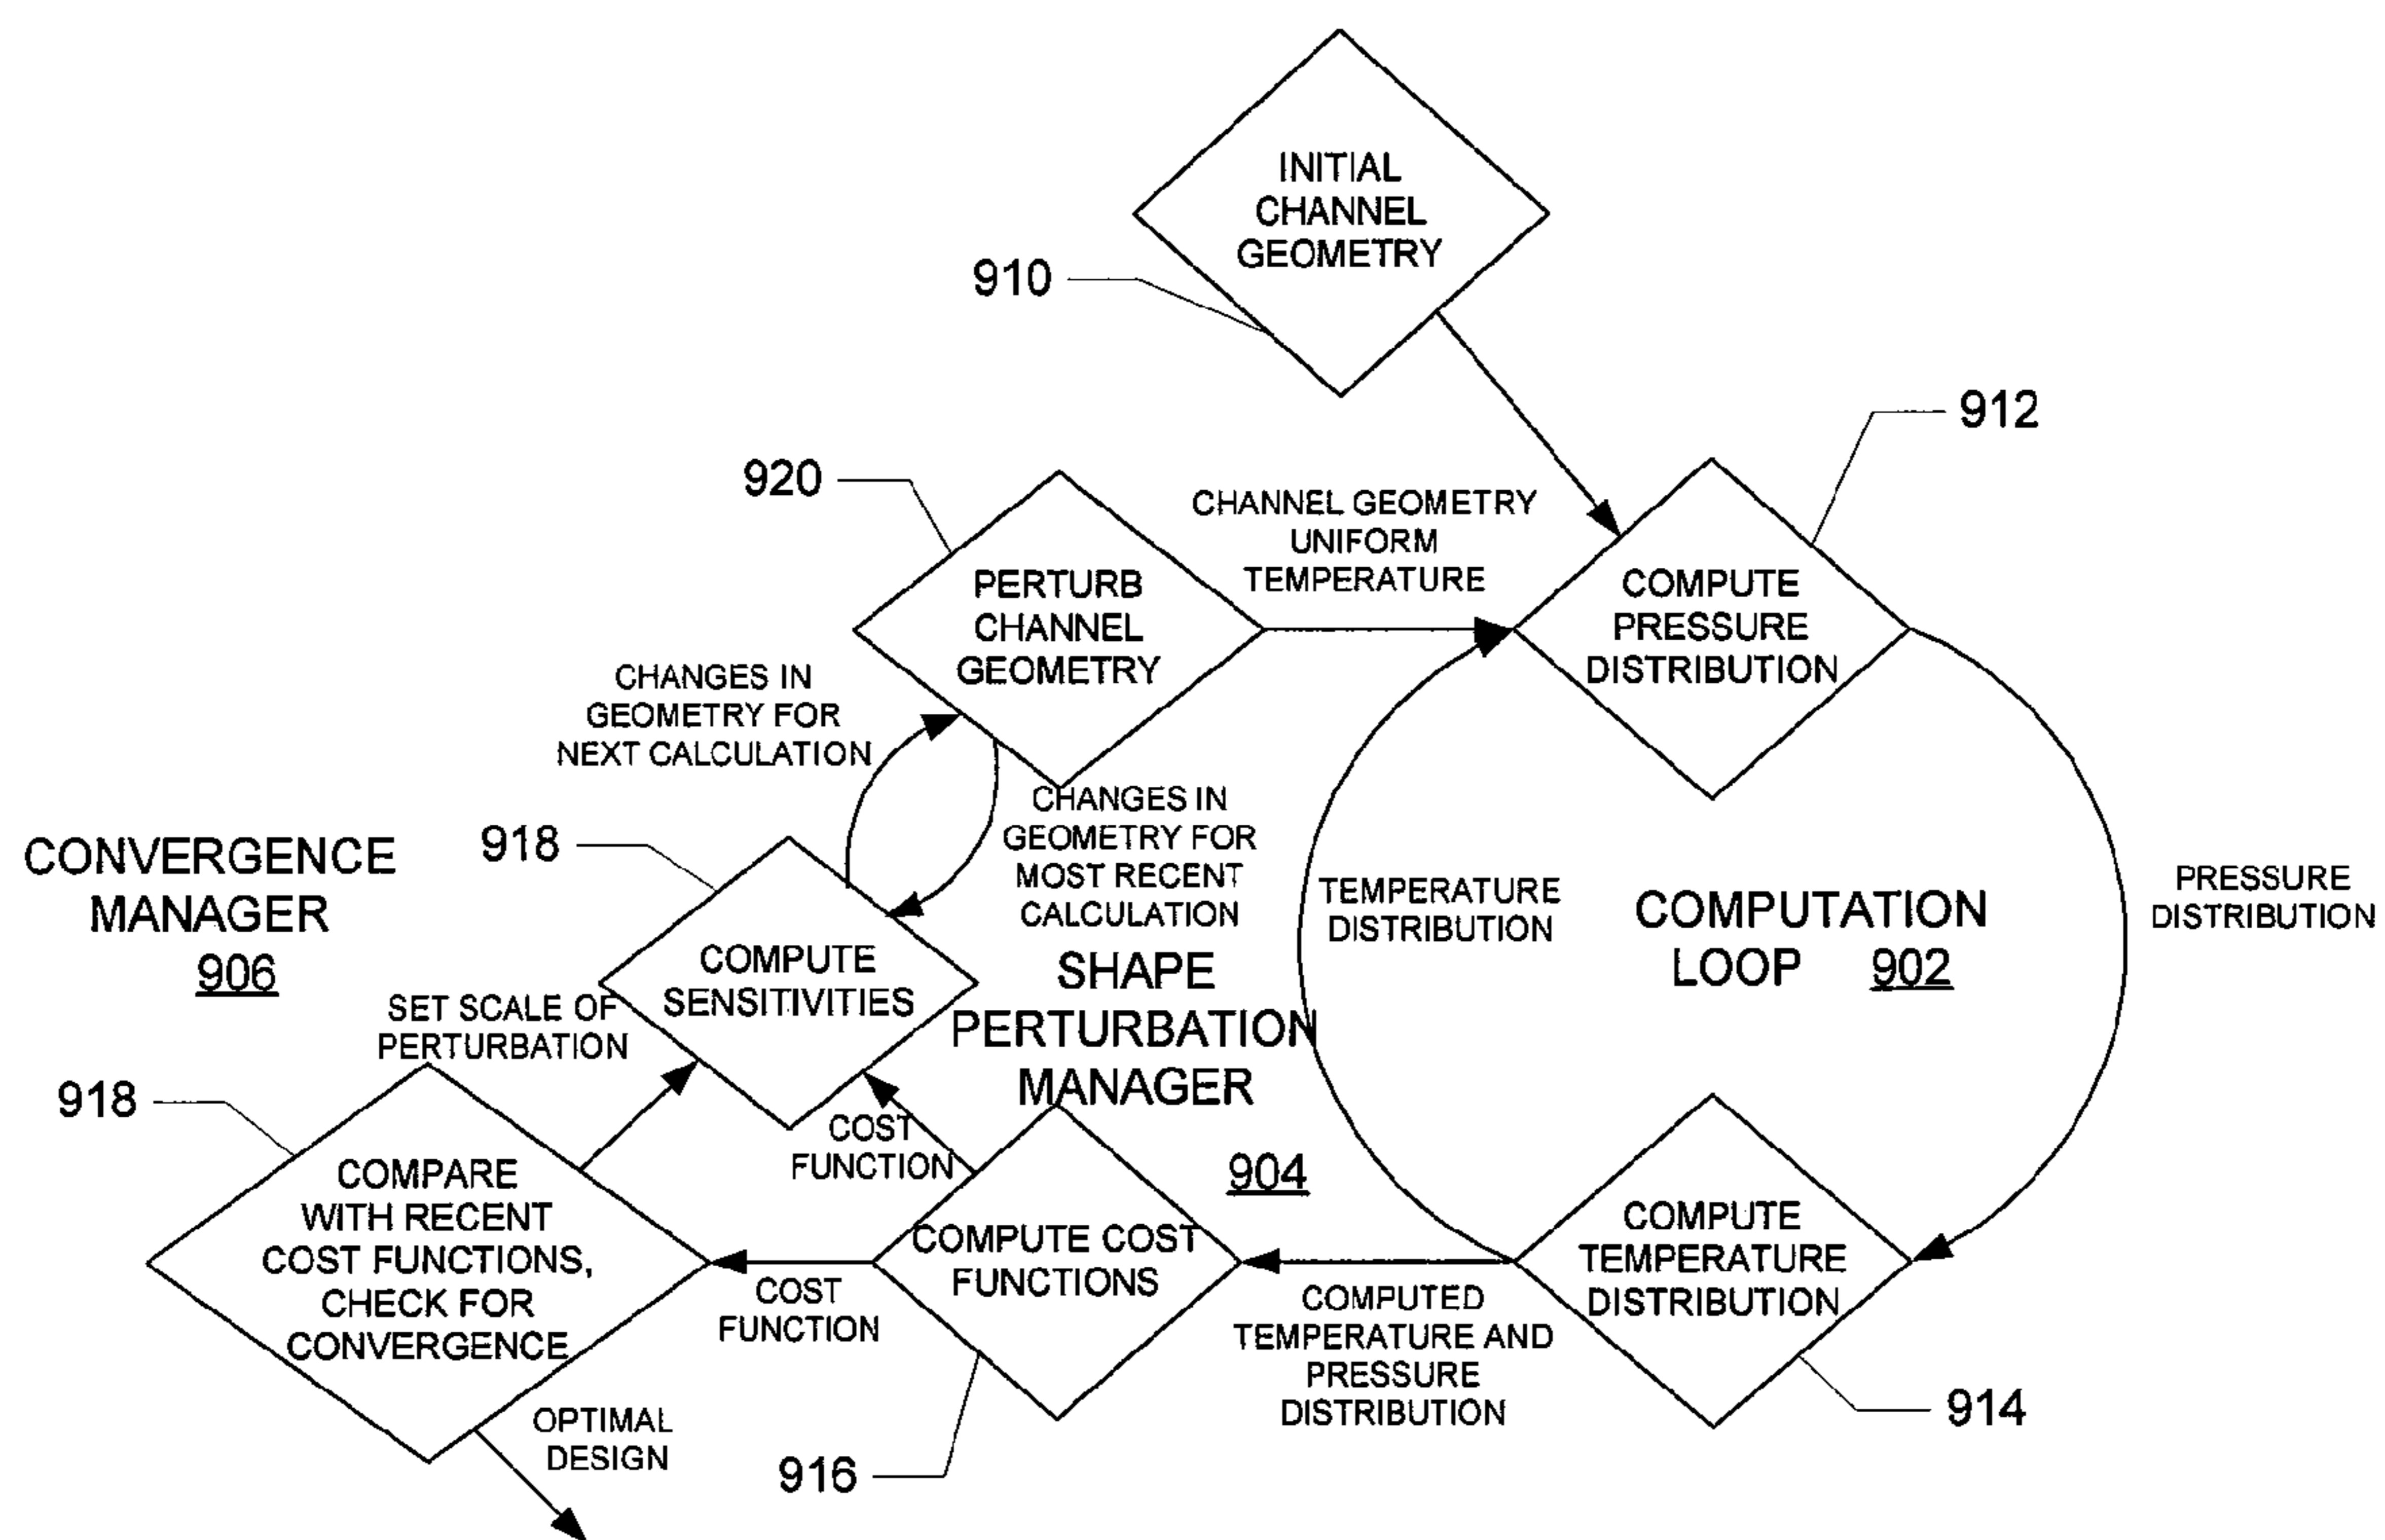 INITIAL
CHANNEL
GEOMETRY
910
912
920
CHANNEL GEOMETRY
UNIFORM
TEMPERATURE
PERTURB
CHANNEL
GEOMETRY
COMPUTE
PRESSURE
DISTRIBUTION
CHANGES IN
GEOMETRY FOR
NEXT CALCULATION
CHANGES IN
GEOMETRY FOR
MOST RECENT
CALCULATION
918
CONVERGENCE
MANAGER
906
TEMPERATURE
DISTRIBUTION
COMPUTATION
LOOP 902
PRESSURE
DISTRIBUTION
COMPUTE
SENSITIVITIES
SHAPE
PERTURBATION
MANAGER
904
SET SCALE OF
PERTURBATION
918
COST
FUNCTION
COMPARE
WITH RECENT
COST FUNCTIONS,
CHECK FOR
CONVERGENCE
COMPUTE COST
FUNCTIONS
COMPUTE
TEMPERATURE
DISTRIBUTION
COST
FUNCTION
COMPUTED
TEMPERATURE AND
PRESSURE
DISTRIBUTION
OPTIMAL
DESIGN
916
914